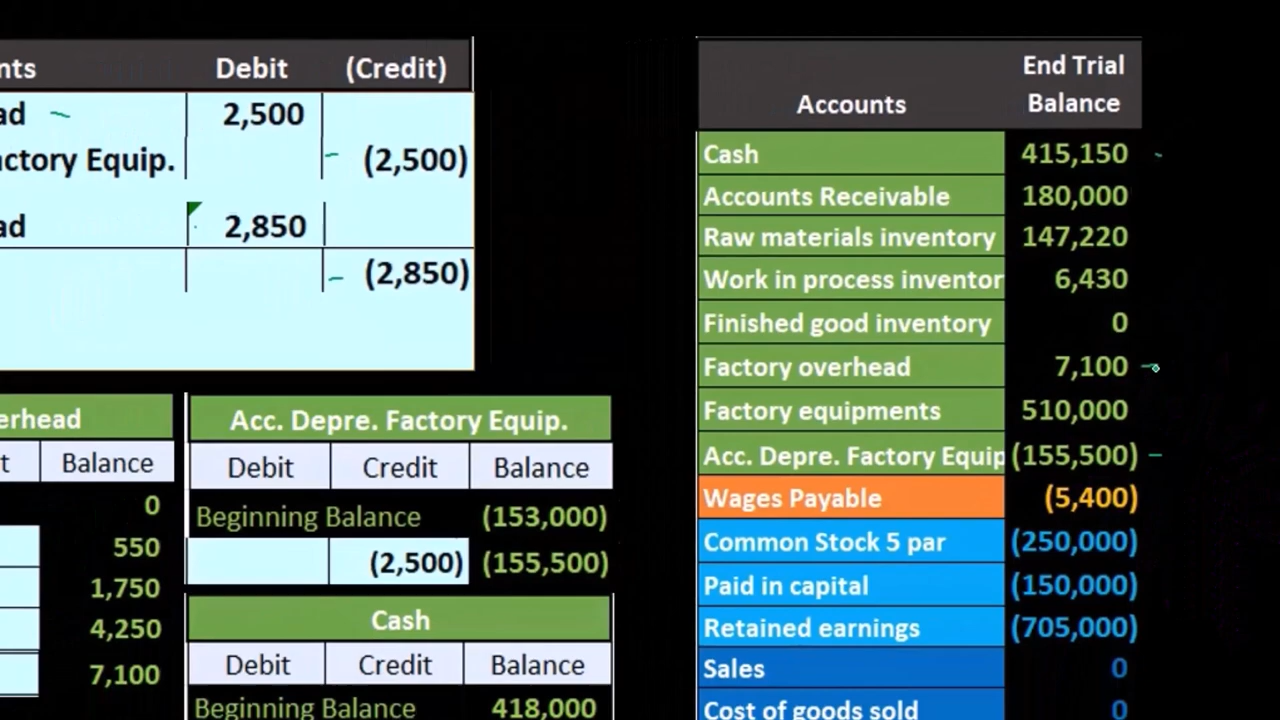 nts Debit (Credit)
ad 2,500
actory Equip. (2,500)
ad 2,850
(2,850)
erhead
t Balance
0
550
1,750
4,250
7,100
Acc. Depre. Factory Equip.
Debit Credit Balance
Beginning Balance (153,000)
(2,500) (155,500)
Cash
Debit Credit Balance
Beginning Balance 418,000
Accounts End Trial Balance
Cash 415,150
Accounts Receivable 180,000
Raw materials inventory 147,220
Work in process inventor 6,430
Finished good inventory 0
Factory overhead 7,100
Factory equipments 510,000
Acc. Depre. Factory Equip (155,500)
Wages Payable (5,400)
Common Stock 5 par (250,000)
Paid in capital (150,000)
Retained earnings (705,000)
Sales 0
Cost of goods sold 0